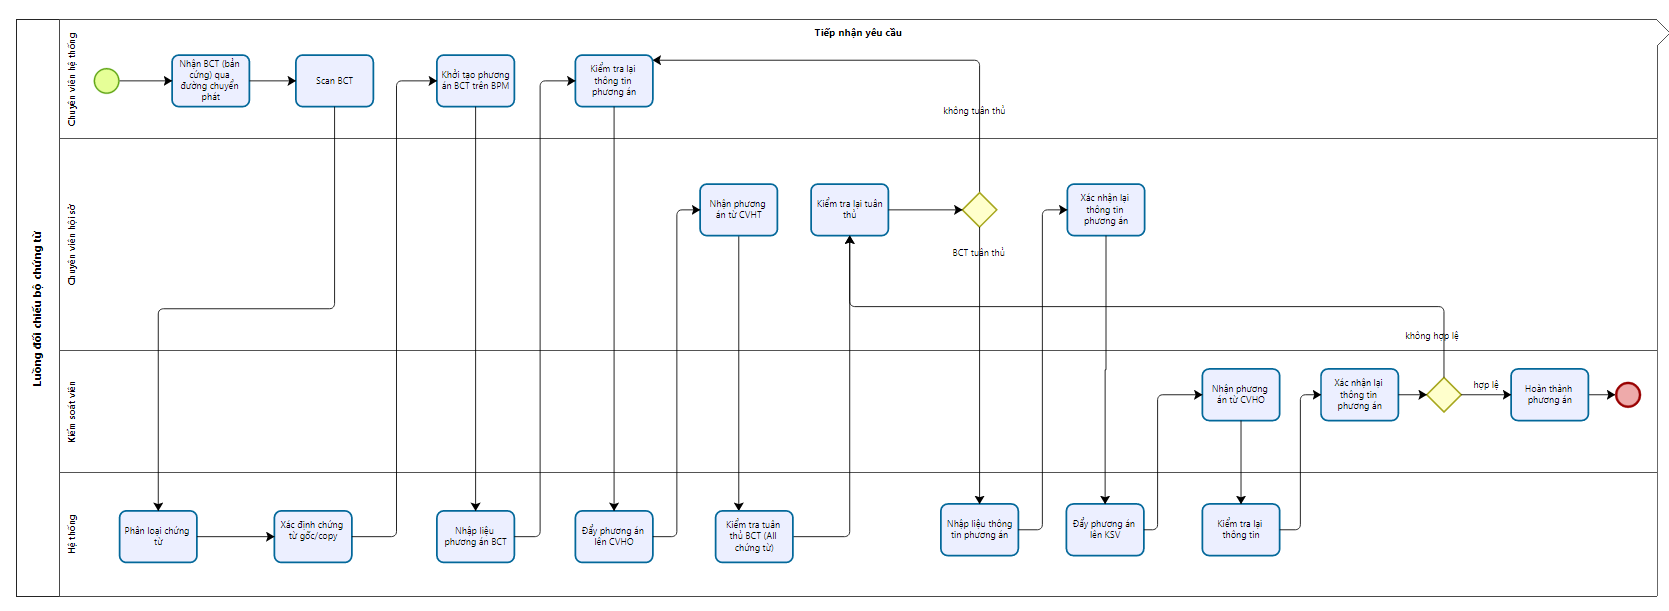 Luồng đối chiếu bộ chứng từ
Tiếp nhận yêu cầu
Chuyên viên hệ thống
Nhận BCT (bản
cứng) qua
đường chuyển
phát
Scan BCT
Khởi tạo phương
án BCT trên BPM
Kiểm tra lại
thông tin
phương án
không tuân thủ
Chuyên viên hội sở
Nhận phương
án từ CVHT
Kiểm tra lại tuân
thủ
BCT tuân thủ
Xác nhận lại
thông tin
phương án
không hợp lệ
Kiểm soát viên
Nhận phương
án từ CVHO
Xác nhận lại
thông tin
phương án
hợp lệ
Hoàn thành
phương án
Hệ thống
Phân loại chứng
từ
Xác định chứng
từ gốc/copy
Nhập liệu
phương án BCT
Đẩy phương án
lên CVHO
Kiểm tra tuân
thủ BCT (All
chứng từ)
Nhập liệu thông
tin phương án
Đẩy phương án
lên KSV
Kiểm tra lại
thông tin